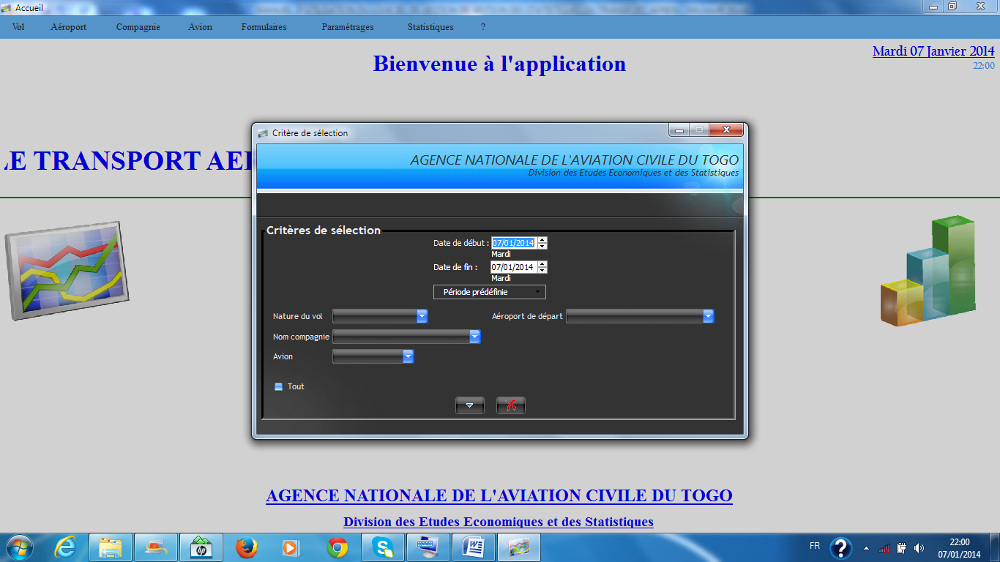 Accueil
Vol Aéroport Compagnie Avion Formulaires Paramétrages Statistiques ?
Mardi 07 Janvier 2014
22:00
Bienvenue à l'application
LE TRANSPORT
Critère de sélection
AGENCE NATIONALE DE L'AVIATION CIVILE DU TOGO
Division des Etudes Economiques et des Statistiques
Critères de sélection
Date de début : 07/01/2014
Mardi
Date de fin : 07/01/2014
Mardi
Période prédéfinie
Nature du vol Aéroport de départ
Nom compagnie
Avion
Tout
AGENCE NATIONALE DE L'AVIATION CIVILE DU TOGO
Division des Etudes Economiques et des Statistiques
FR 22:00
07/01/2014